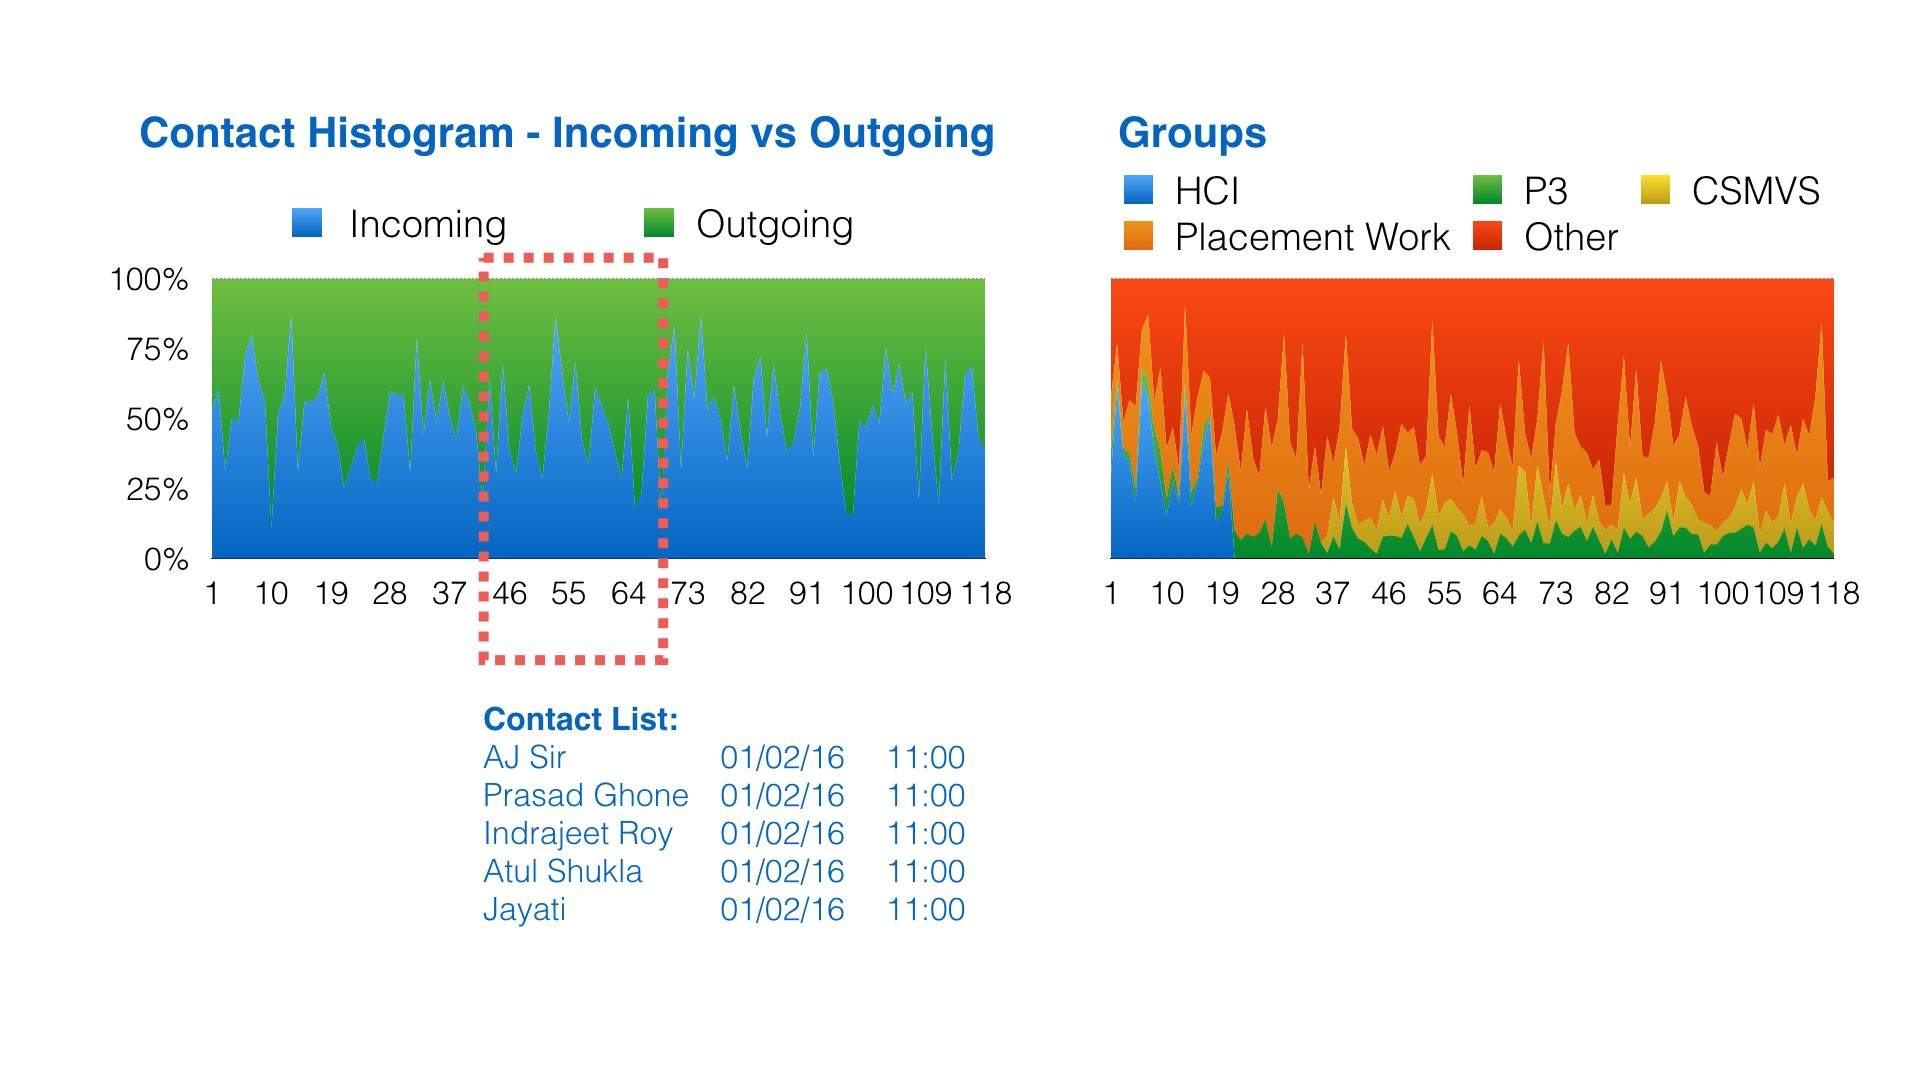 Contact Histogram - Incoming vs Outgoing
Incoming Outgoing
100%
75%
50%
25%
0%
1 10 19 28 37 46 55 64 73 82 91 100 109 118
Groups
HCI P3 CSMVS
Placement Work Other
1 10 19 28 37 46 55 64 73 82 91 100 109 118
Contact List:
AJ Sir 01/02/16 11:00
Prasad Ghone 01/02/16 11:00
Indrajeet Roy 01/02/16 11:00
Atul Shukla 01/02/16 11:00
Jayati 01/02/16 11:00